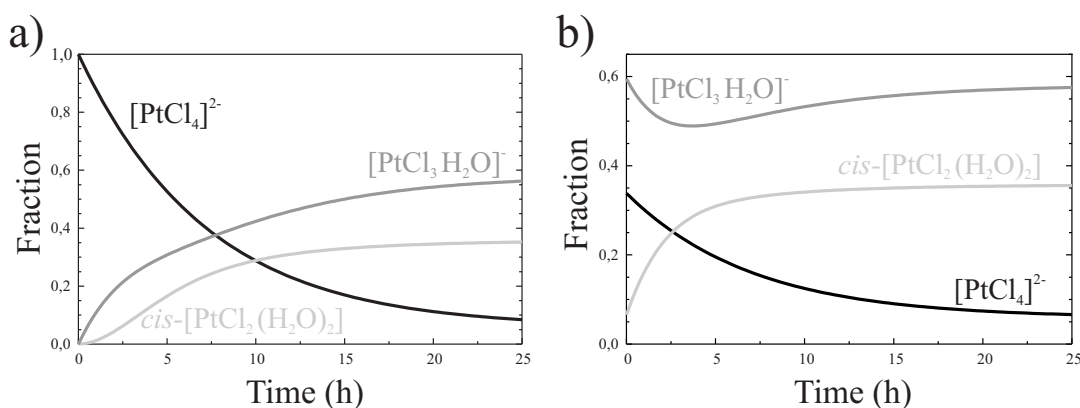 a)
1,0
0,8
0,6
0,4
0,2
0,0
Fraction
[PtCl₄]²⁻
[PtCl₃H₂O]⁻
cis-[PtCl₂(H₂O)₂]
0 5 10 15 20 25
Time (h)
b)
0,6
0,4
0,2
0,0
Fraction
[PtCl₃H₂O]⁻
cis-[PtCl₂(H₂O)₂]
[PtCl₄]²⁻
0 5 10 15 20 25
Time (h)